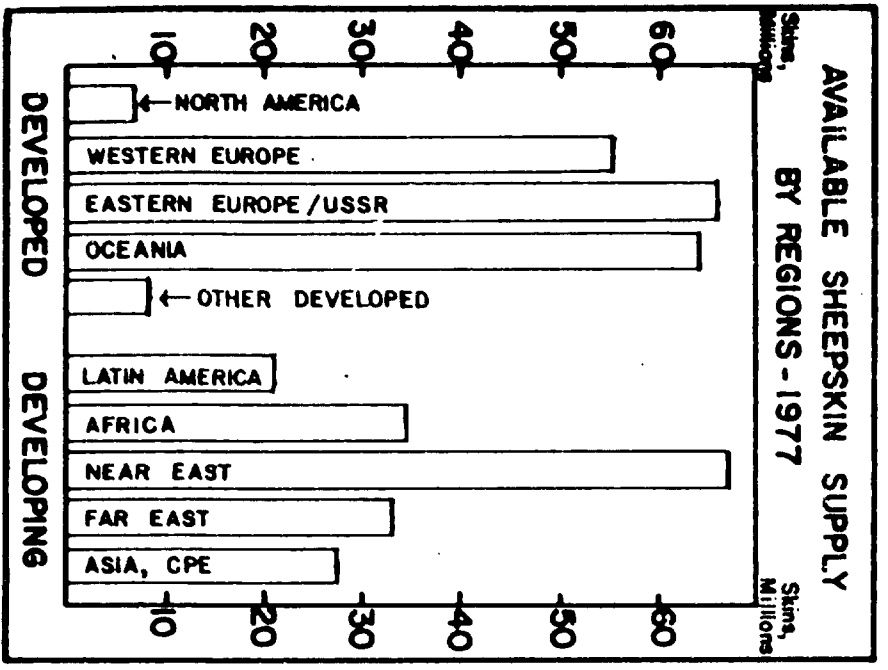 AVAILABLE SHEEPSKIN SUPPLY
BY REGIONS - 1977
Skins,
Millions
60
50
40
30
20
10
Skins,
Millions
60
50
40
30
20
10
NORTH AMERICA
WESTERN EUROPE
EASTERN EUROPE/USSR
OCEANIA
OTHER DEVELOPED
LATIN AMERICA
AFRICA
NEAR EAST
FAR EAST
ASIA, CPE
DEVELOPED
DEVELOPING